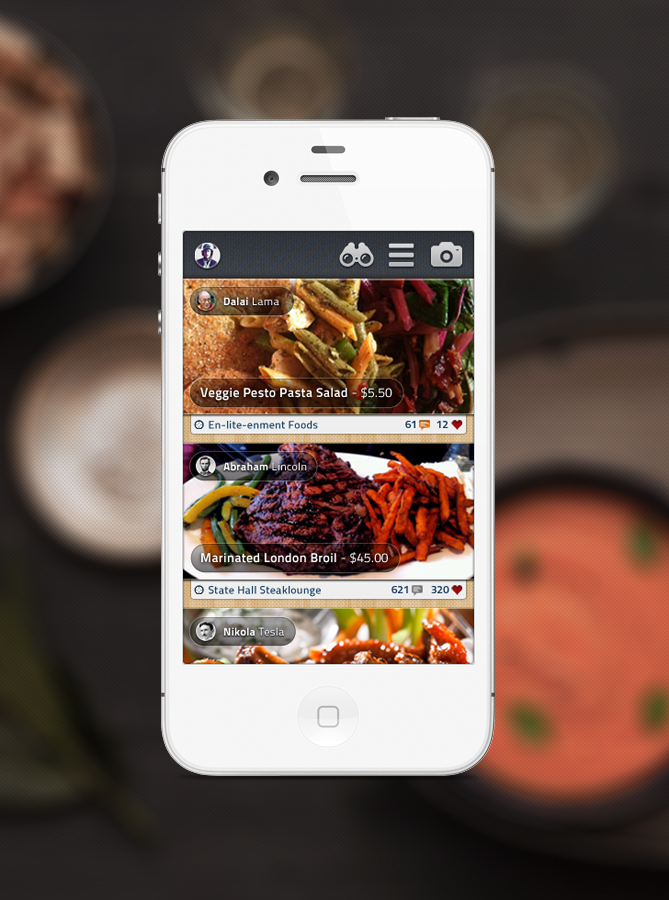 Dalai Lama
Veggie Pesto Pasta Salad - $5.50
En-lite-enment Foods 61 12
Abraham Lincoln
Marinated London Broil - $45.00
State Hall Steaklounge 621 320
Nikola Tesla